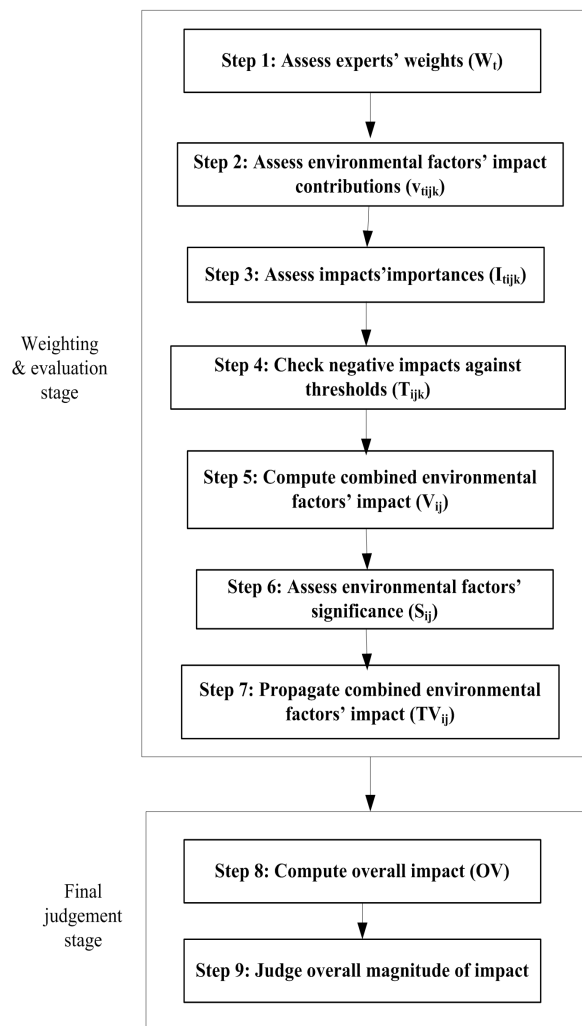 Step 1: Assess experts' weights (Wt)
Step 2: Assess environmental factors' impact
contributions (vtijk)
Step 3: Assess impacts'importances (Itijk)
Weighting
& evaluation
stage
Step 4: Check negative impacts against
thresholds (Tijk)
Step 5: Compute combined environmental
factors' impact (Vij)
Step 6: Assess environmental factors'
significance (Sij)
Step 7: Propagate combined environmental
factors' impact (TVij)
Final
judgement
stage
Step 8: Compute overall impact (OV)
Step 9: Judge overall magnitude of impact